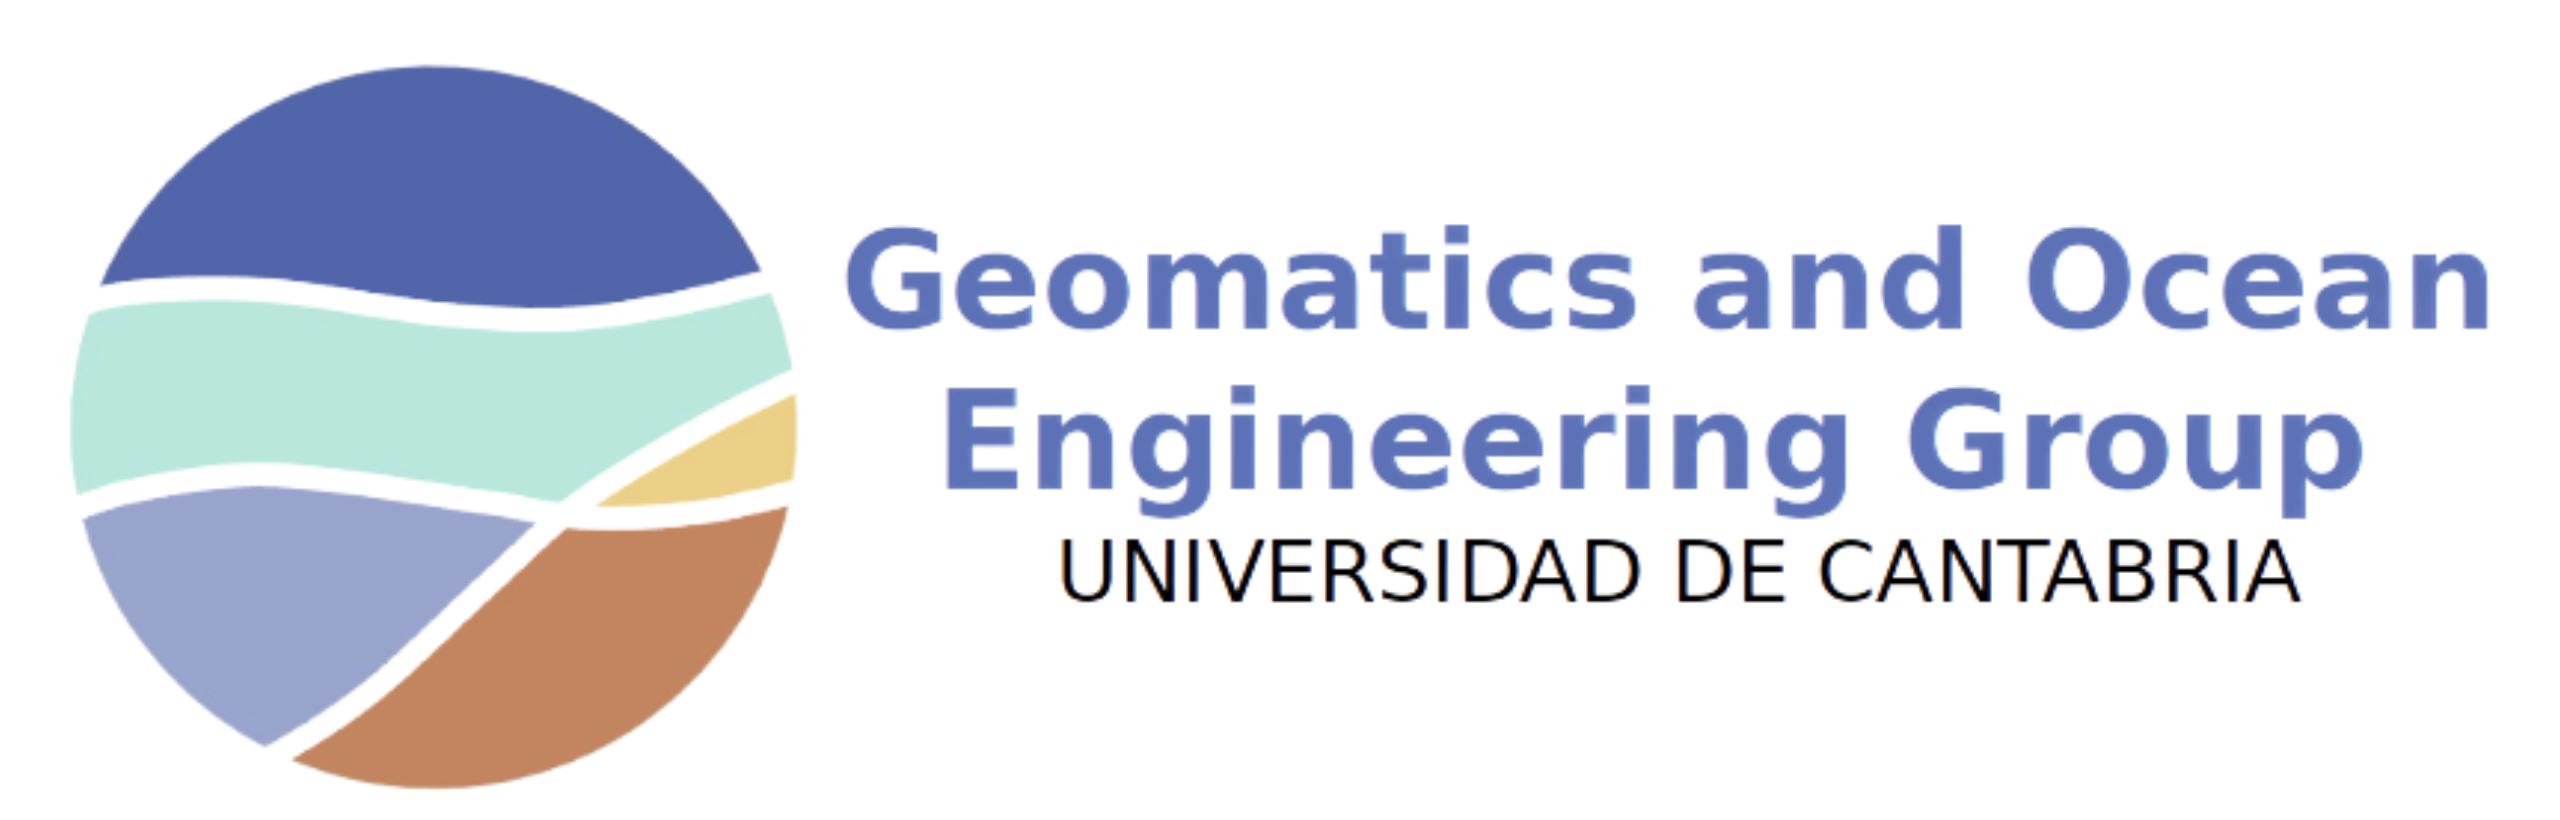 Geomatics and Ocean
Engineering Group
UNIVERSIDAD DE CANTABRIA